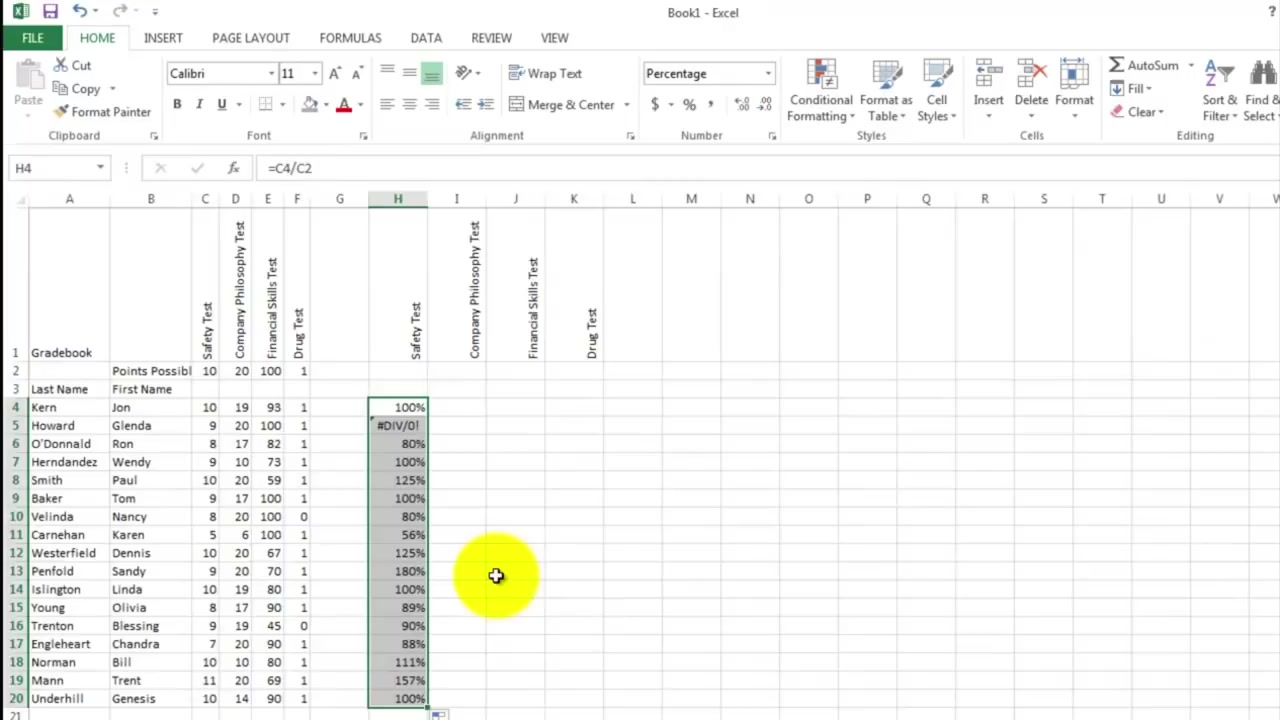 Book1 - Excel ?
FILE HOME INSERT PAGE LAYOUT FORMULAS DATA REVIEW VIEW
Paste Cut Copy Format Painter
Calibri 11 A A B I U A
Wrap Text Merge & Center
Percentage $ % ,
Conditional Formatting Format as Table Cell Styles
Insert Delete Format
AutoSum Fill Clear Sort & Filter Find & Select
Clipboard Font Alignment Number Styles Cells Editing
H4 fx =C4/C2
A B C D E F G H I J K L M N O P Q R S T U V W
1 Gradebook Safety Test Company Philosophy Test Financial Skills Test Drug Test Safety Test Company Philosophy Test Financial Skills Test Drug Test
2 Points Possibl 10 20 100 1
3 Last Name First Name
4 Kern Jon 10 19 93 1 100%
5 Howard Glenda 9 20 100 1 #DIV/0!
6 O'Donnald Ron 8 17 82 1 80%
7 Herndandez Wendy 9 10 73 1 100%
8 Smith Paul 10 20 59 1 125%
9 Baker Tom 9 17 100 1 100%
10 Velinda Nancy 8 20 100 0 80%
11 Carnehan Karen 5 6 100 1 56%
12 Westerfield Dennis 10 20 67 1 125%
13 Penfold Sandy 9 20 70 1 180%
14 Islington Linda 10 19 80 1 100%
15 Young Olivia 8 17 90 1 89%
16 Trenton Blessing 9 19 45 0 90%
17 Engleheart Chandra 7 20 90 1 88%
18 Norman Bill 10 10 80 1 111%
19 Mann Trent 11 20 69 1 157%
20 Underhill Genesis 10 14 90 1 100%
21